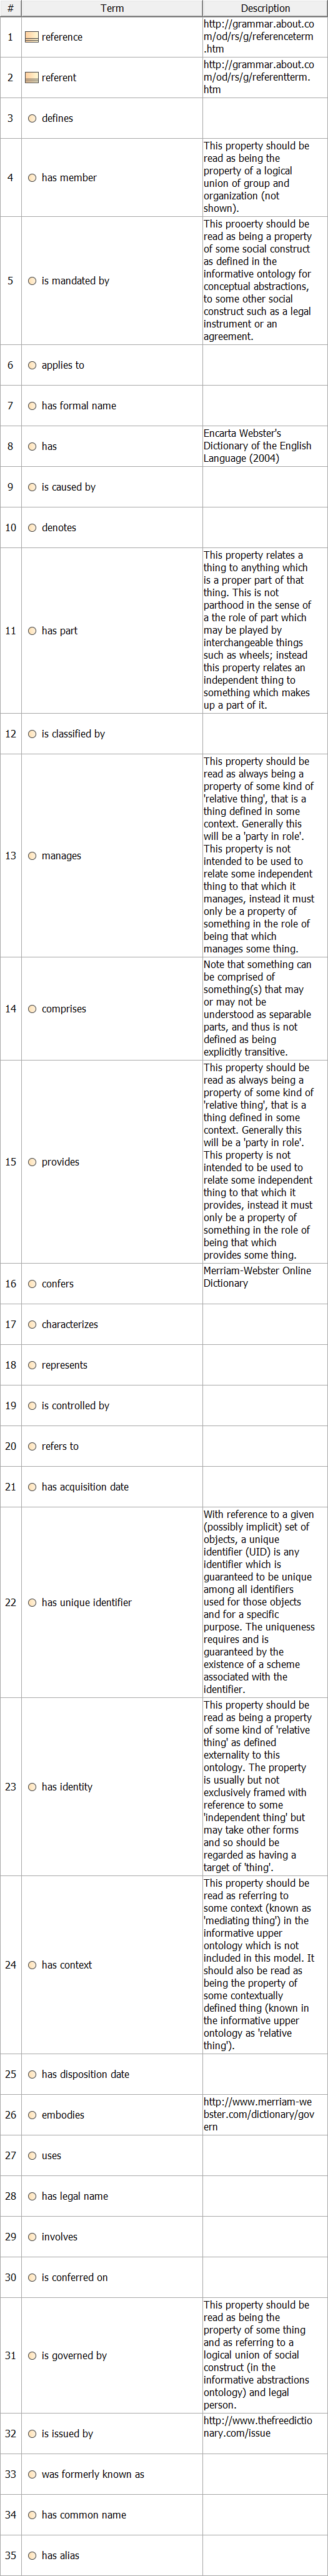 # Term Description
1 reference http://grammar.about.co
m/od/rs/g/referenceterm
.htm
2 referent http://grammar.about.co
m/od/rs/g/referentterm.
htm
3 defines
4 has member This property should be
read as being the
property of a logical
union of group and
organization (not
shown).
5 is mandated by This prooerty should be
read as being a property
of some social construct
as defined in the
informative ontology for
conceptual abstractions,
to some other social
construct such as a legal
instrument or an
agreement.
6 applies to
7 has formal name
8 has Encarta Webster's
Dictionary of the English
Language (2004)
9 is caused by
10 denotes
11 has part This property relates a
thing to anything which
is a proper part of that
thing. This is not
parthood in the sense of
a the role of part which
may be played by
interchangeable things
such as wheels; instead
this property relates an
independent thing to
something which makes
up a part of it.
12 is classified by
13 manages This property should be
read as always being a
property of some kind of
'relative thing', that is a
thing defined in some
context. Generally this
will be a 'party in role'.
This property is not
intended to be used to
relate some independent
thing to that which it
manages, instead it must
only be a property of
something in the role of
being that which
manages some thing.
14 comprises Note that something can
be comprised of
something(s) that may
or may not be
understood as separable
parts, and thus is not
defined as being
explicitly transitive.
15 provides This property should be
read as always being a
property of some kind of
'relative thing', that is a
thing defined in some
context. Generally this
will be a 'party in role'.
This property is not
intended to be used to
relate some independent
thing to that which it
provides, instead it must
only be a property of
something in the role of
being that which
provides some thing.
16 confers Merriam-Webster Online
Dictionary
17 characterizes
18 represents
19 is controlled by
20 refers to
21 has acquisition date
22 has unique identifier With reference to a given
(possibly implicit) set of
objects, a unique
identifier (UID) is any
identifier which is
guaranteed to be unique
among all identifiers
used for those objects
and for a specific
purpose. The uniqueness
requires and is
guaranteed by the
existence of a scheme
associated with the
identifier.
23 has identity This property should be
read as being a property
of some kind of 'relative
thing' as defined
externality to this
ontology. The property
is usually but not
exclusively framed with
reference to some
'independent thing' but
may take other forms
and so should be
regarded as having a
target of 'thing'.
24 has context This property should be
read as referring to
some context (known as
'mediating thing') in the
informative upper
ontology which is not
included in this model. It
should also be read as
being the property of
some contextually
defined thing (known in
the informative upper
ontology as 'relative
thing').
25 has disposition date
26 embodies http://www.merriam-we
bster.com/dictionary/gov
ern
27 uses
28 has legal name
29 involves
30 is conferred on
31 is governed by This property should be
read as being the
property of some thing
and as referring to a
logical union of social
construct (in the
informative abstractions
ontology) and legal
person.
32 is issued by http://www.thefreedictio
nary.com/issue
33 was formerly known as
34 has common name
35 has alias